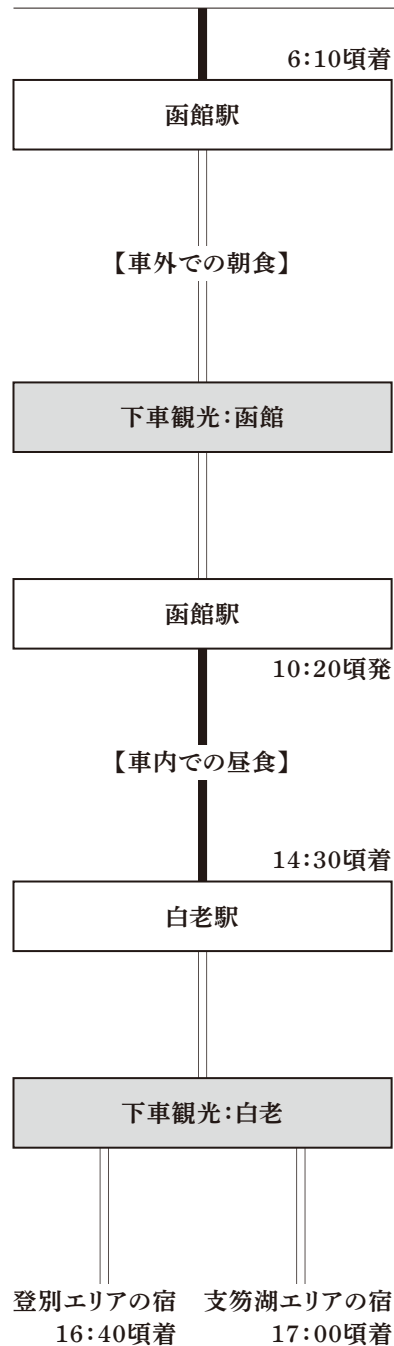 6:10頃着
函館駅
【車外での朝食】
下車観光:函館
函館駅
10:20頃発
【車内での昼食】
14:30頃着
白老駅
下車観光:白老
登別エリアの宿
16:40頃着
支笏湖エリアの宿
17:00頃着